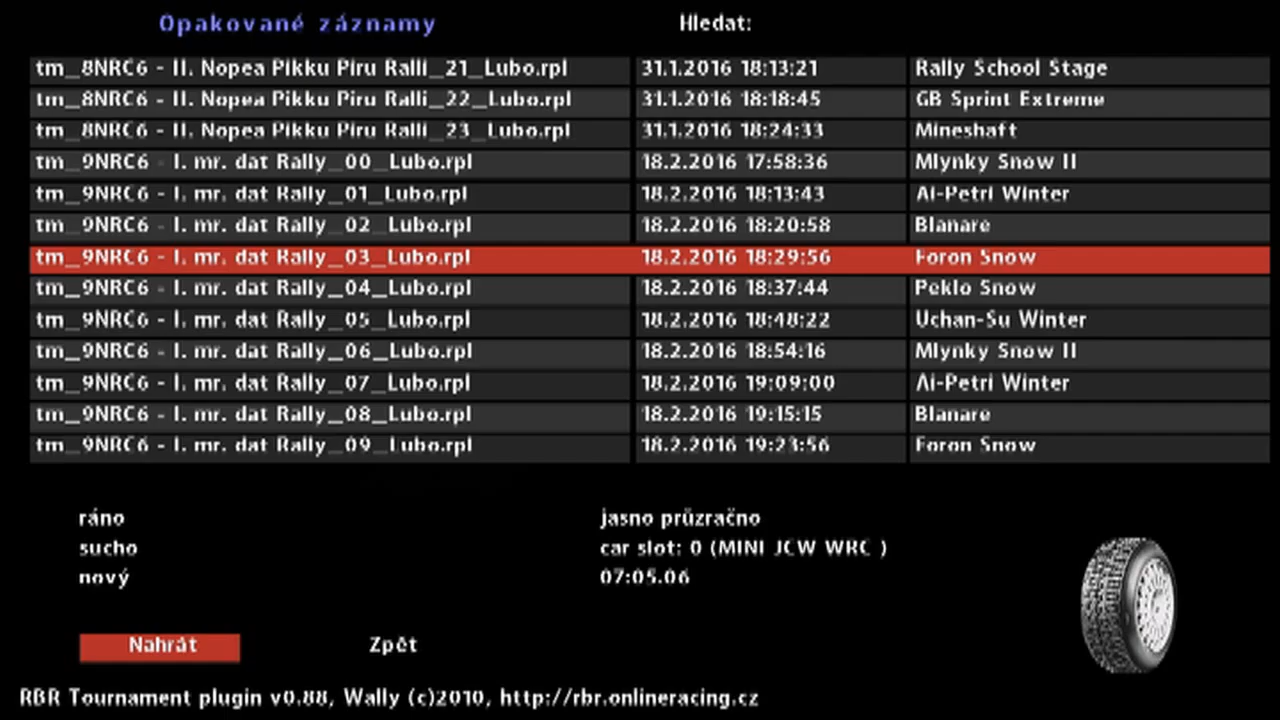 Opakované záznamy Hledat:
tm_8NRC6 - II. Nopea Pikku Piru Ralli_21_Lubo.rpl 31.1.2016 18:13:21 Rally School Stage
tm_8NRC6 - II. Nopea Pikku Piru Ralli_22_Lubo.rpl 31.1.2016 18:18:45 GB Sprint Extreme
tm_8NRC6 - II. Nopea Pikku Piru Ralli_23_Lubo.rpl 31.1.2016 18:24:33 Mineshaft
tm_9NRC6 - I. mr. dat Rally_00_Lubo.rpl 18.2.2016 17:58:36 Mlynky Snow II
tm_9NRC6 - I. mr. dat Rally_01_Lubo.rpl 18.2.2016 18:13:43 Ai-Petri Winter
tm_9NRC6 - I. mr. dat Rally_02_Lubo.rpl 18.2.2016 18:20:58 Blanare
tm_9NRC6 - I. mr. dat Rally_03_Lubo.rpl 18.2.2016 18:29:56 Foron Snow
tm_9NRC6 - I. mr. dat Rally_04_Lubo.rpl 18.2.2016 18:37:44 Peklo Snow
tm_9NRC6 - I. mr. dat Rally_05_Lubo.rpl 18.2.2016 18:48:22 Uchan-Su Winter
tm_9NRC6 - I. mr. dat Rally_06_Lubo.rpl 18.2.2016 18:54:16 Mlynky Snow II
tm_9NRC6 - I. mr. dat Rally_07_Lubo.rpl 18.2.2016 19:09:00 Ai-Petri Winter
tm_9NRC6 - I. mr. dat Rally_08_Lubo.rpl 18.2.2016 19:15:15 Blanare
tm_9NRC6 - I. mr. dat Rally_09_Lubo.rpl 18.2.2016 19:23:56 Foron Snow
ráno jasno průzračno
sucho car slot: 0 (MINI JCW WRC )
nový 07:05.06
Nahrát Zpět
RBR Tournament plugin v0.88, Wally (c)2010, http://rbr.onlineracing.cz